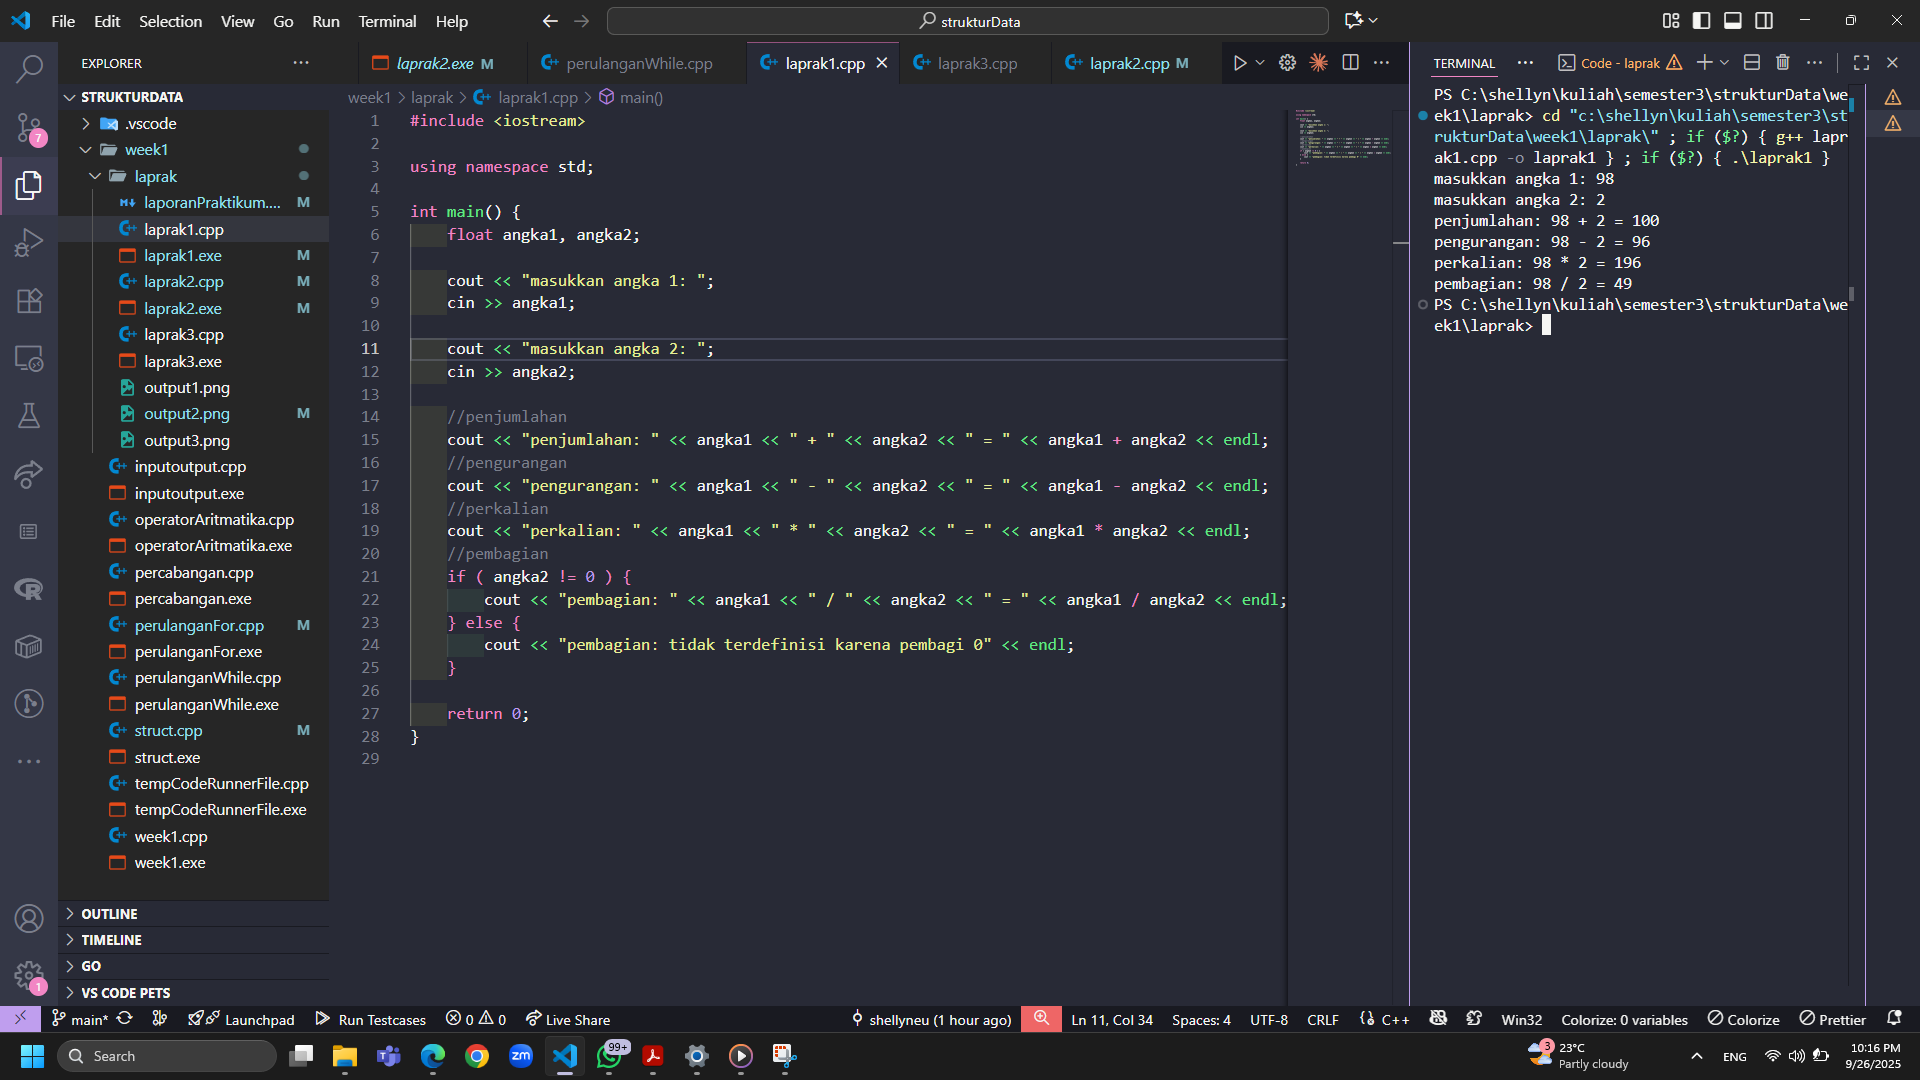 File Edit Selection View Go Run Terminal Help
strukturData
EXPLORER
STRUKTURDATA
.vscode
week1
laprak
laporanPraktikum.... M
laprak1.cpp
laprak1.exe M
laprak2.cpp M
laprak2.exe M
laprak3.cpp
laprak3.exe
output1.png
output2.png M
output3.png
inputoutput.cpp
inputoutput.exe
operatorAritmatika.cpp
operatorAritmatika.exe
percabangan.cpp
percabangan.exe
perulanganFor.cpp M
perulanganFor.exe
perulanganWhile.cpp
perulanganWhile.exe
struct.cpp M
struct.exe
tempCodeRunnerFile.cpp
tempCodeRunnerFile.exe
week1.cpp
week1.exe
OUTLINE
TIMELINE
GO
VS CODE PETS
7
1
laprak2.exe M perulanganWhile.cpp laprak1.cpp laprak3.cpp laprak2.cpp M
week1 > laprak > laprak1.cpp > main()
1 #include <iostream>
2
3 using namespace std;
4
5 int main() {
6 float angka1, angka2;
7
8 cout << "masukkan angka 1: ";
9 cin >> angka1;
10
11 cout << "masukkan angka 2: ";
12 cin >> angka2;
13
14 //penjumlahan
15 cout << "penjumlahan: " << angka1 << " + " << angka2 << " = " << angka1 + angka2 << endl;
16 //pengurangan
17 cout << "pengurangan: " << angka1 << " - " << angka2 << " = " << angka1 - angka2 << endl;
18 //perkalian
19 cout << "perkalian: " << angka1 << " * " << angka2 << " = " << angka1 * angka2 << endl;
20 //pembagian
21 if ( angka2 != 0 ) {
22 cout << "pembagian: " << angka1 << " / " << angka2 << " = " << angka1 / angka2 << endl;
23 } else {
24 cout << "pembagian: tidak terdefinisi karena pembagi 0" << endl;
25 }
26
27 return 0;
28 }
29
TERMINAL
Code - laprak
PS C:\shellyn\kuliah\semester3\strukturData\we
ek1\laprak> cd "c:\shellyn\kuliah\semester3\st
rukturData\week1\laprak\" ; if ($?) { g++ lapr
ak1.cpp -o laprak1 } ; if ($?) { .\laprak1 }
masukkan angka 1: 98
masukkan angka 2: 2
penjumlahan: 98 + 2 = 100
pengurangan: 98 - 2 = 96
perkalian: 98 * 2 = 196
pembagian: 98 / 2 = 49
PS C:\shellyn\kuliah\semester3\strukturData\we
ek1\laprak>
main* Launchpad Run Testcases 0 0 Live Share shellyneu (1 hour ago) Ln 11, Col 34 Spaces: 4 UTF-8 CRLF C++ Win32 Colorize: 0 variables Colorize Prettier
Search
zm
99+
3
23°C
Partly cloudy
ENG
10:16 PM
9/26/2025